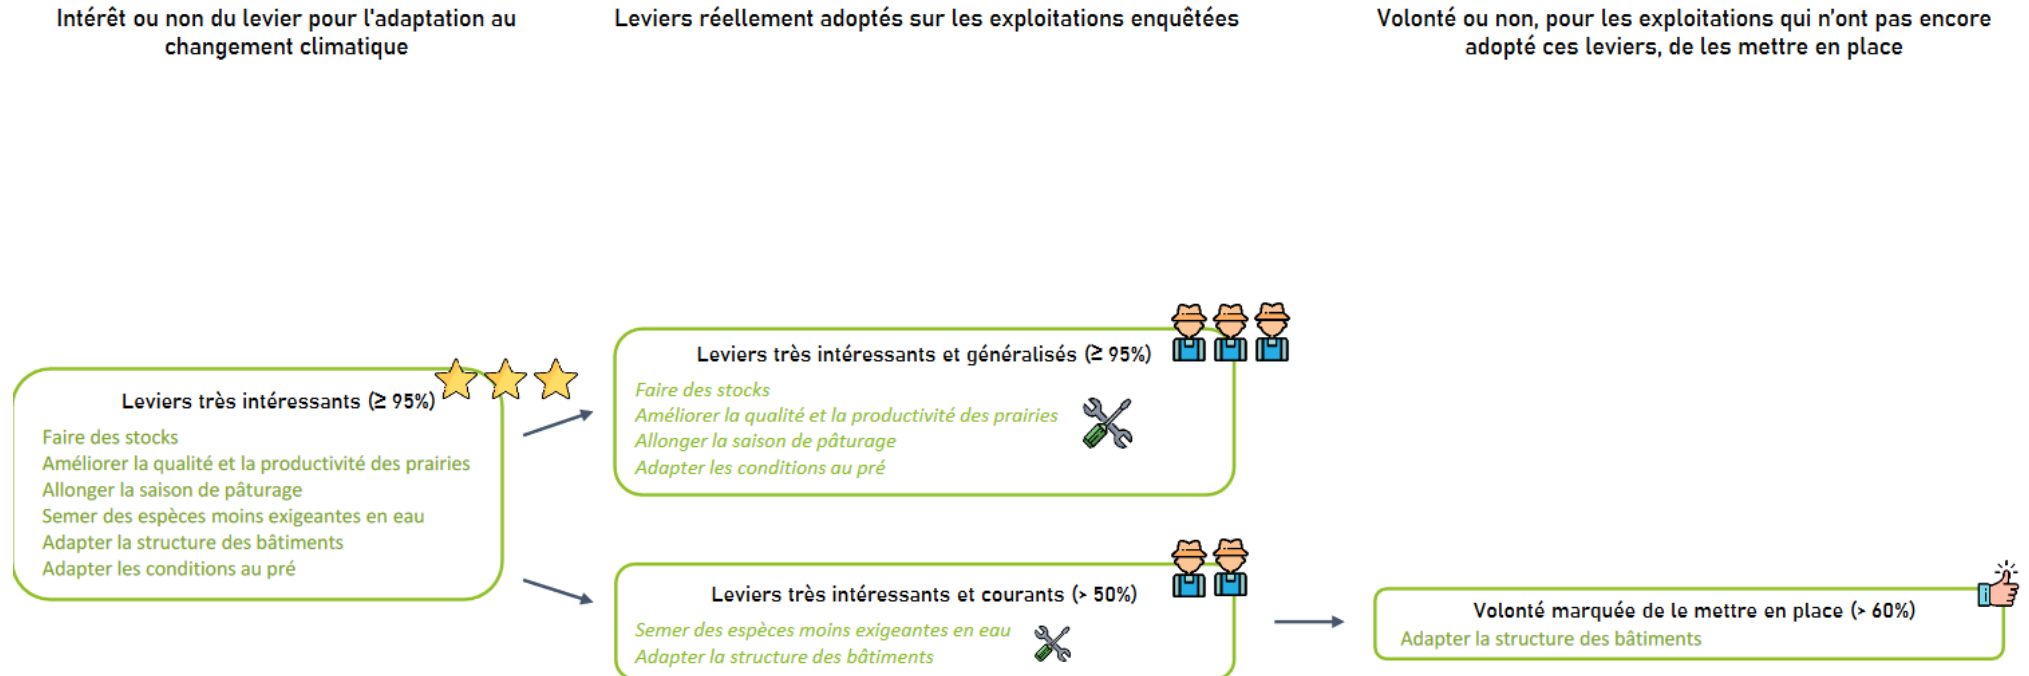 Intérêt ou non du levier pour l'adaptation au
changement climatique
Leviers réellement adoptés sur les exploitations enquêtées
Volonté ou non, pour les exploitations qui n'ont pas encore
adopté ces leviers, de les mettre en place
Leviers très intéressants (≥ 95%)
Faire des stocks
Améliorer la qualité et la productivité des prairies
Allonger la saison de pâturage
Semer des espèces moins exigeantes en eau
Adapter la structure des bâtiments
Adapter les conditions au pré
Leviers très intéressants et généralisés (≥ 95%)
Faire des stocks
Améliorer la qualité et la productivité des prairies
Allonger la saison de pâturage
Adapter les conditions au pré
Leviers très intéressants et courants (> 50%)
Semer des espèces moins exigeantes en eau
Adapter la structure des bâtiments
Volonté marquée de le mettre en place (> 60%)
Adapter la structure des bâtiments